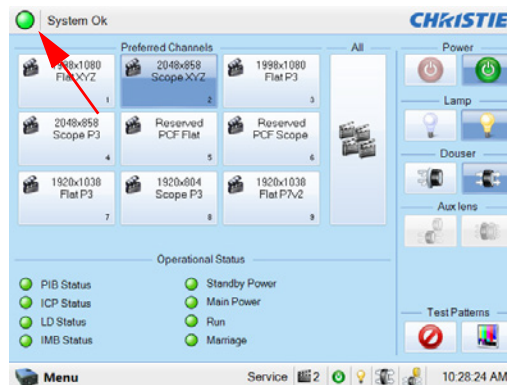 System Ok
CHRISTIE
Preferred Channels
All
Power
1998x1080
Flat XYZ
1
2048x858
Scope XYZ
2
1998x1080
Flat P3
3
Lamp
2048x858
Scope P3
4
Reserved
PCF Flat
5
Reserved
PCF Scope
6
Douser
1920x1038
Flat P3
7
1920x804
Scope P3
8
1920x1038
Flat P7v2
9
Aux lens
Operational Status
PIB Status
Standby Power
ICP Status
Main Power
LD Status
Run
IMB Status
Marriage
Test Patterns
Menu
Service
2
10:28:24 AM